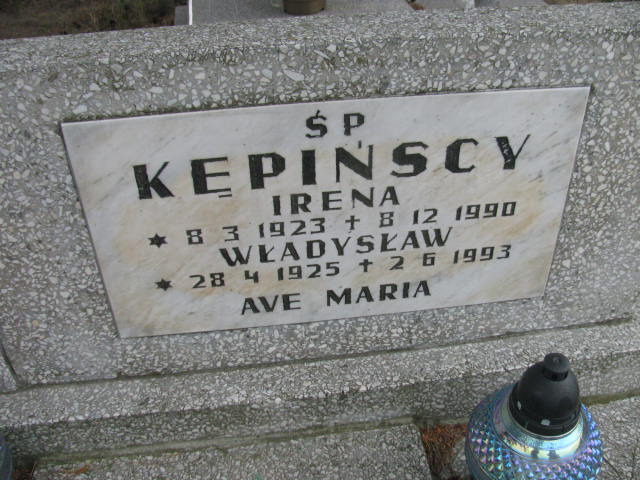 ŚP
KĘPIŃSCY
IRENA
* 8 3 1923 + 8 12 1990
WŁADYSŁAW
* 28 4 1925 + 2 6 1993
AVE MARIA